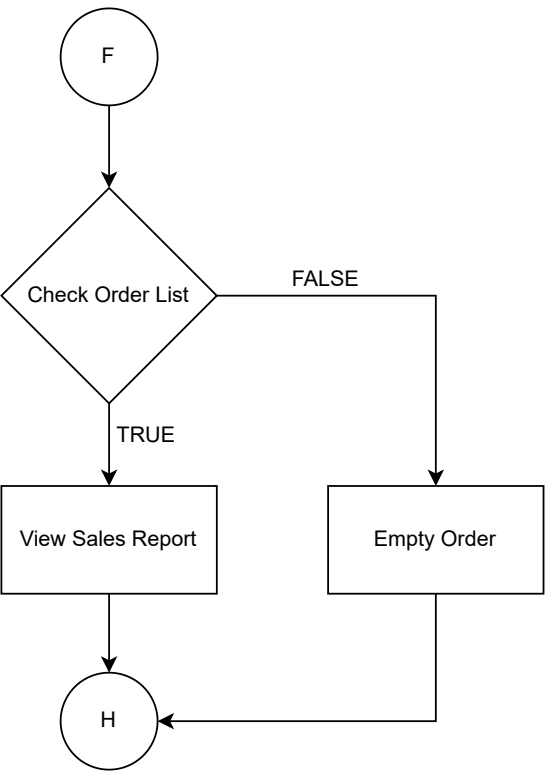 F
Check Order List
FALSE
TRUE
View Sales Report
Empty Order
H